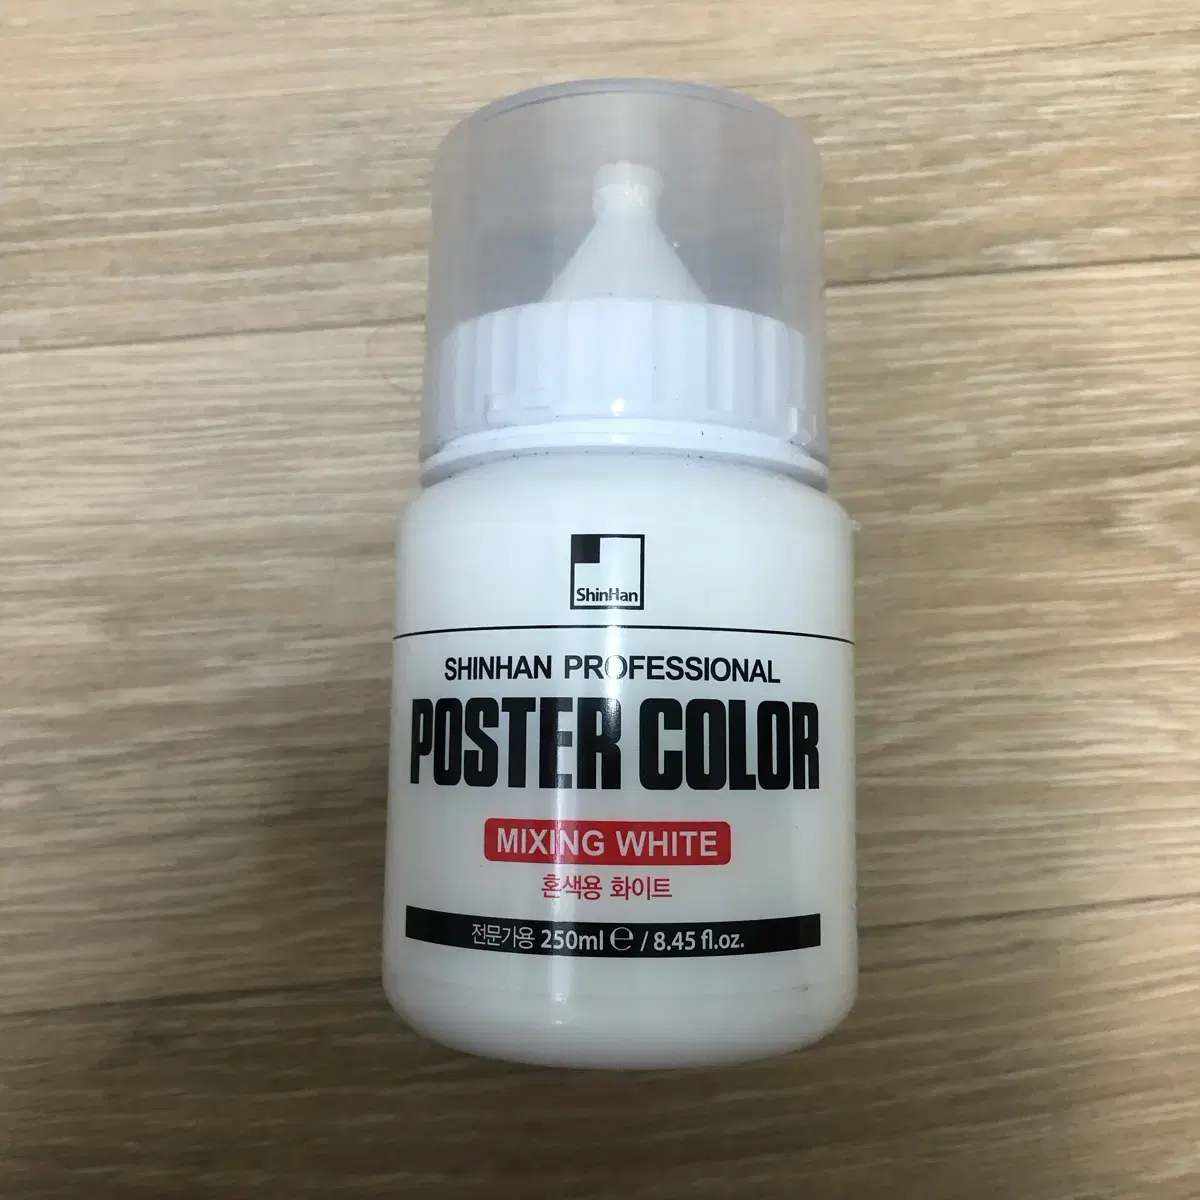 ShinHan
SHINHAN PROFESSIONAL
POSTER COLOR
MIXING WHITE
혼색용 화이트
전문가용 250ml ℮ / 8.45 fl.oz.